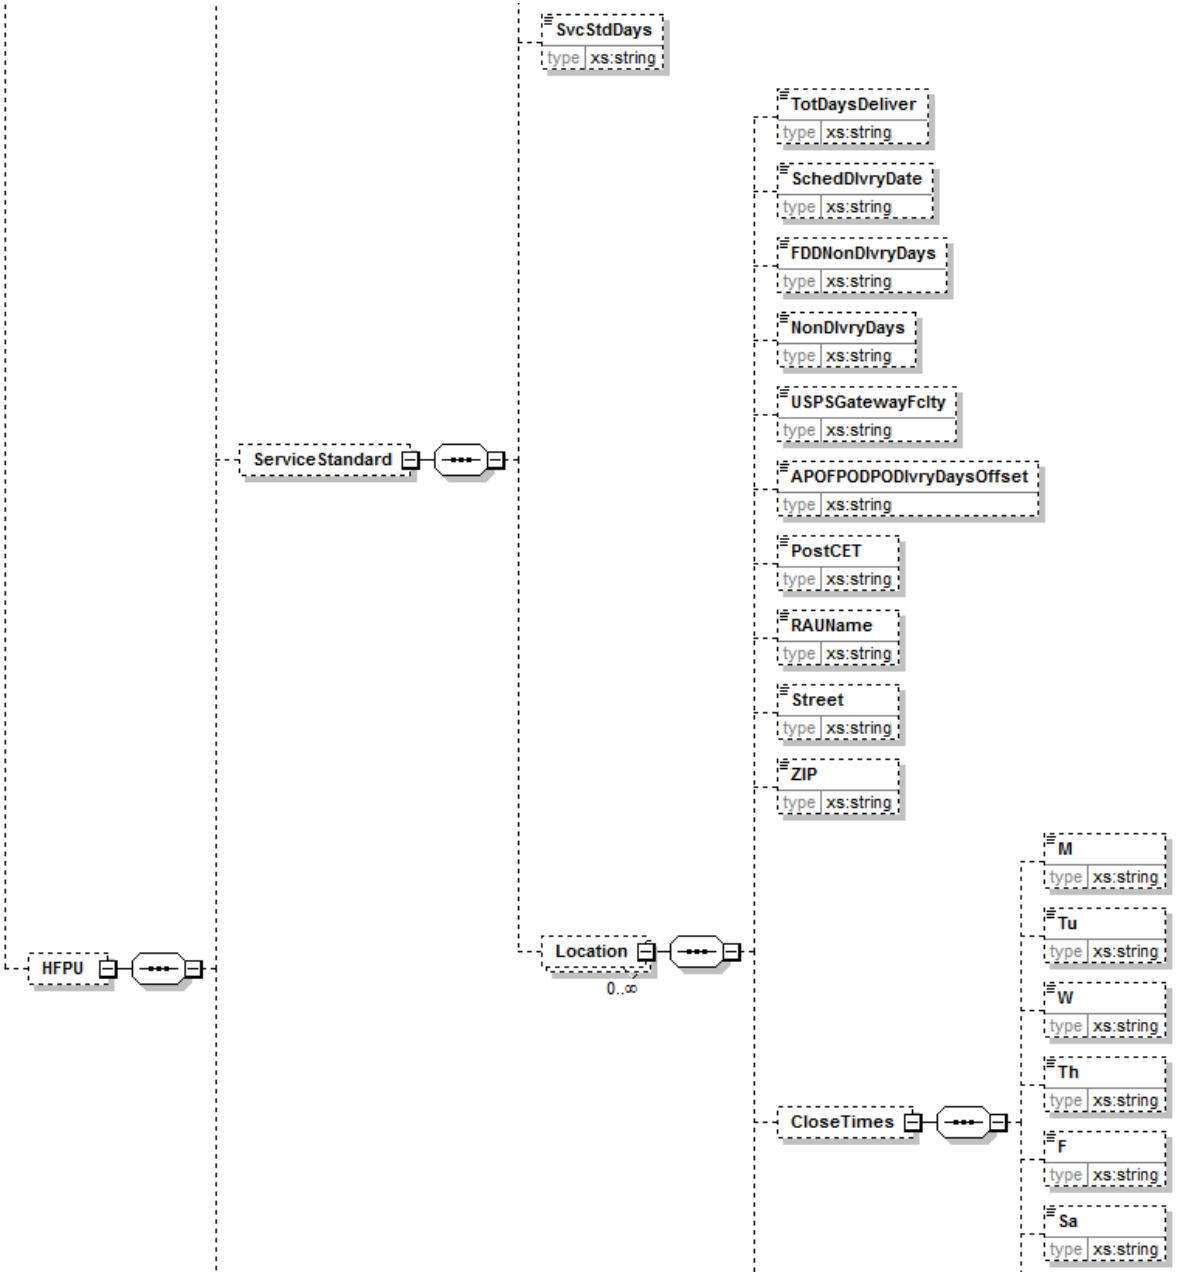 SvcStdDays
type xs:string
TotDaysDeliver
type xs:string
SchedDlvryDate
type xs:string
FDDNonDlvryDays
type xs:string
NonDlvryDays
type xs:string
USPSGatewayFclty
type xs:string
ServiceStandard
APOFPODPODlvryDaysOffset
type xs:string
PostCET
type xs:string
RAUName
type xs:string
Street
type xs:string
ZIP
type xs:string
M
type xs:string
Tu
type xs:string
HFPU
Location
0..∞
W
type xs:string
Th
type xs:string
CloseTimes
F
type xs:string
Sa
type xs:string